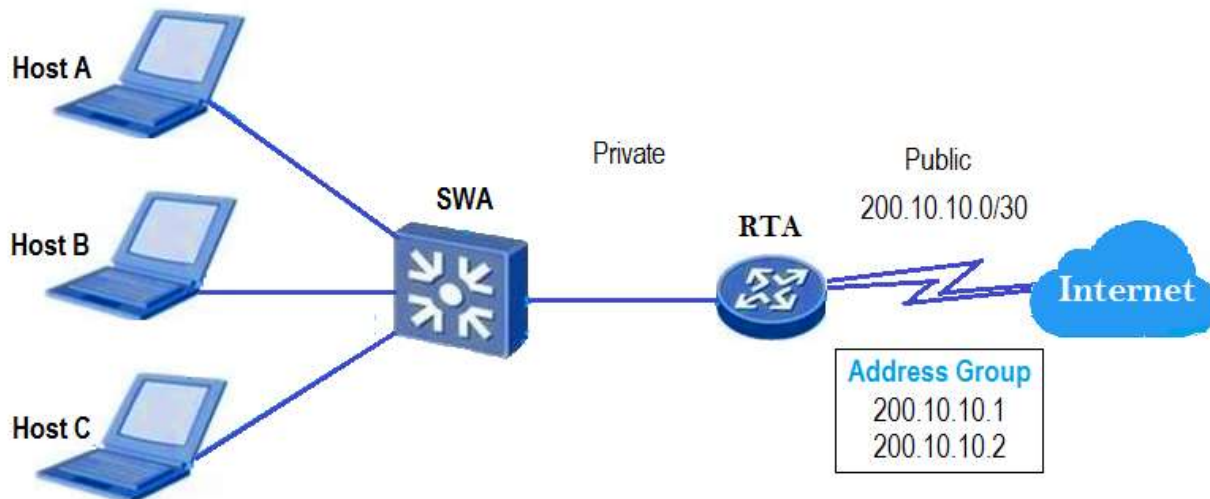 Host A
Private
Public
200.10.10.0/30
SWA
RTA
Host B
Internet
Address Group
200.10.10.1
200.10.10.2
Host C